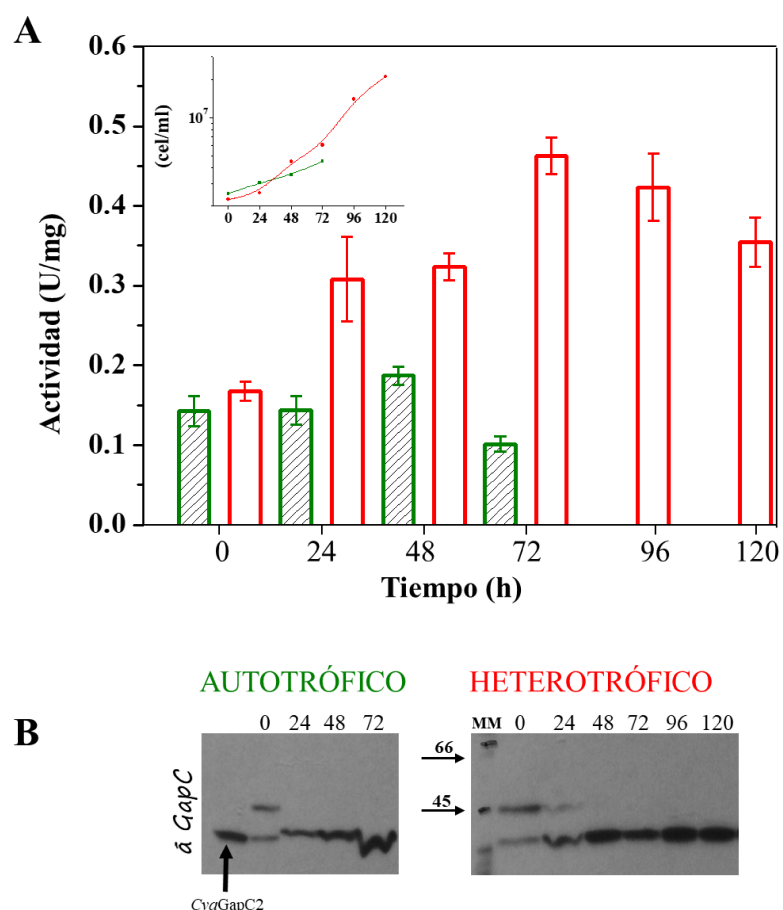 A
0.6
0.5
0.4
0.3
0.2
0.1
0.0
Actividad (U/mg)
10⁷
(cel/ml)
0 24 48 72 96 120
0 24 48 72 96 120
Tiempo (h)
B
AUTOTRÓFICO
HETEROTRÓFICO
0 24 48 72
MM 0 24 48 72 96 120
66
45
á GapC
CyaGapC2